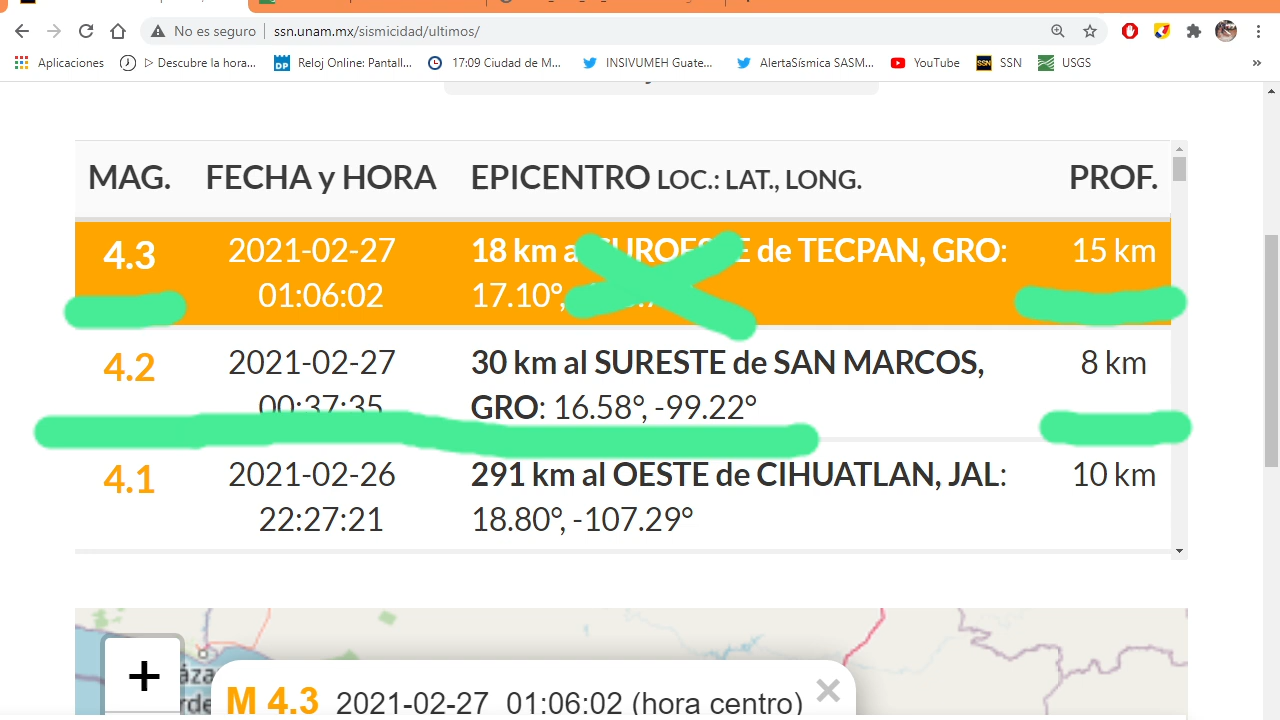 No es seguro ssn.unam.mx/sismicidad/ultimos/
Aplicaciones ▷ Descubre la hora... Reloj Online: Pantall... 17:09 Ciudad de M... INSIVUMEH Guate... AlertaSísmica SASM... YouTube SSN USGS »
MAG. FECHA y HORA EPICENTRO LOC.: LAT., LONG. PROF.
4.3 2021-02-27 18 km al SUROESTE de TECPAN, GRO: 15 km
01:06:02 17.10°,
4.2 2021-02-27 30 km al SURESTE de SAN MARCOS, 8 km
00:37:35 GRO: 16.58°, -99.22°
4.1 2021-02-26 291 km al OESTE de CIHUATLAN, JAL: 10 km
22:27:21 18.80°, -107.29°
+
M 4.3 2021-02-27 01:06:02 (hora centro) ×